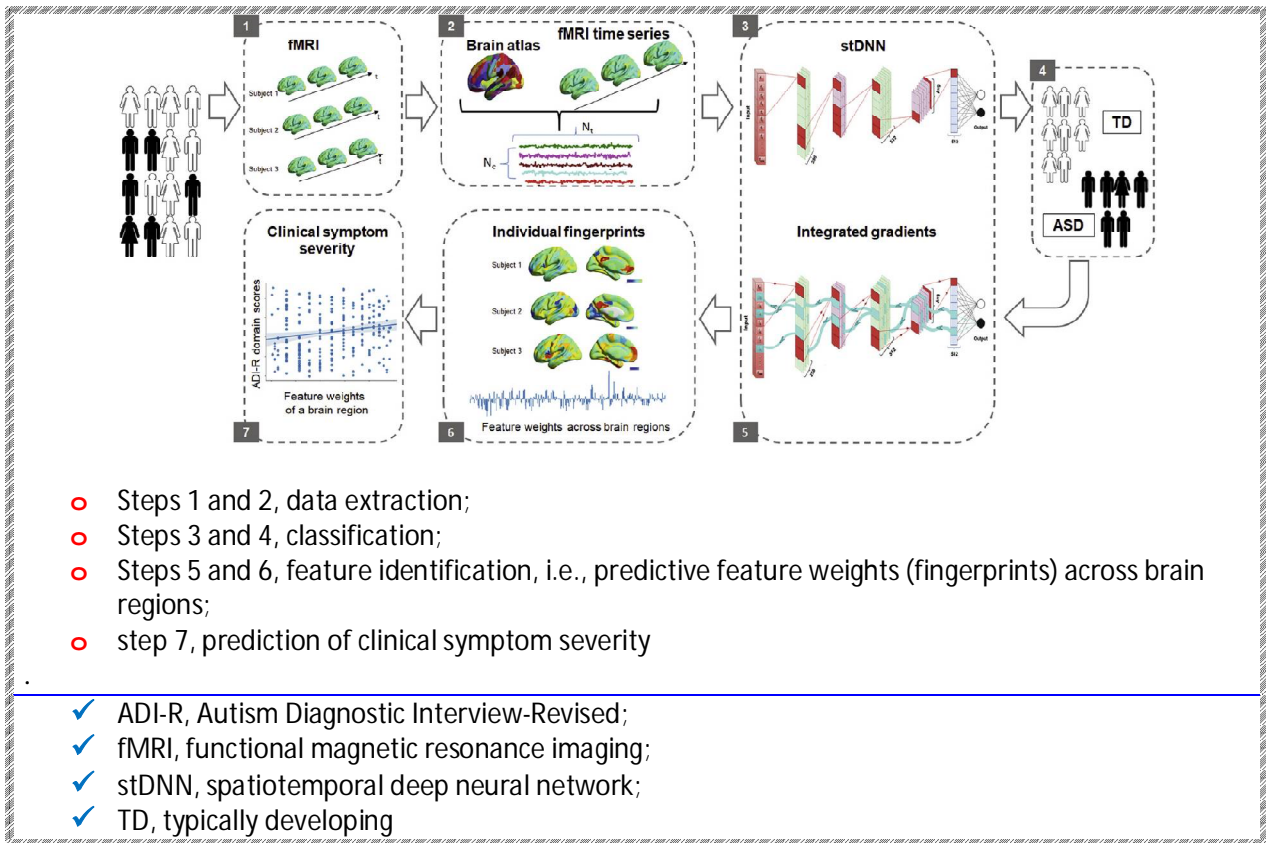 1
fMRI
Subject 1
t
Subject 2
t
Subject 3
t
2
Brain atlas
fMRI time series
Nt
Nc
3
stDNN
Input
Output
4
TD
ASD
Clinical symptom
severity
ADI-R domain scores
Feature weights
of a brain region
7
Individual fingerprints
Subject 1
Subject 2
Subject 3
Feature weights across brain regions
6
Integrated gradients
Input
Output
5
o Steps 1 and 2, data extraction;
o Steps 3 and 4, classification;
o Steps 5 and 6, feature identification, i.e., predictive feature weights (fingerprints) across brain
regions;
o step 7, prediction of clinical symptom severity
.
✓ ADI-R, Autism Diagnostic Interview-Revised;
✓ fMRI, functional magnetic resonance imaging;
✓ stDNN, spatiotemporal deep neural network;
✓ TD, typically developing